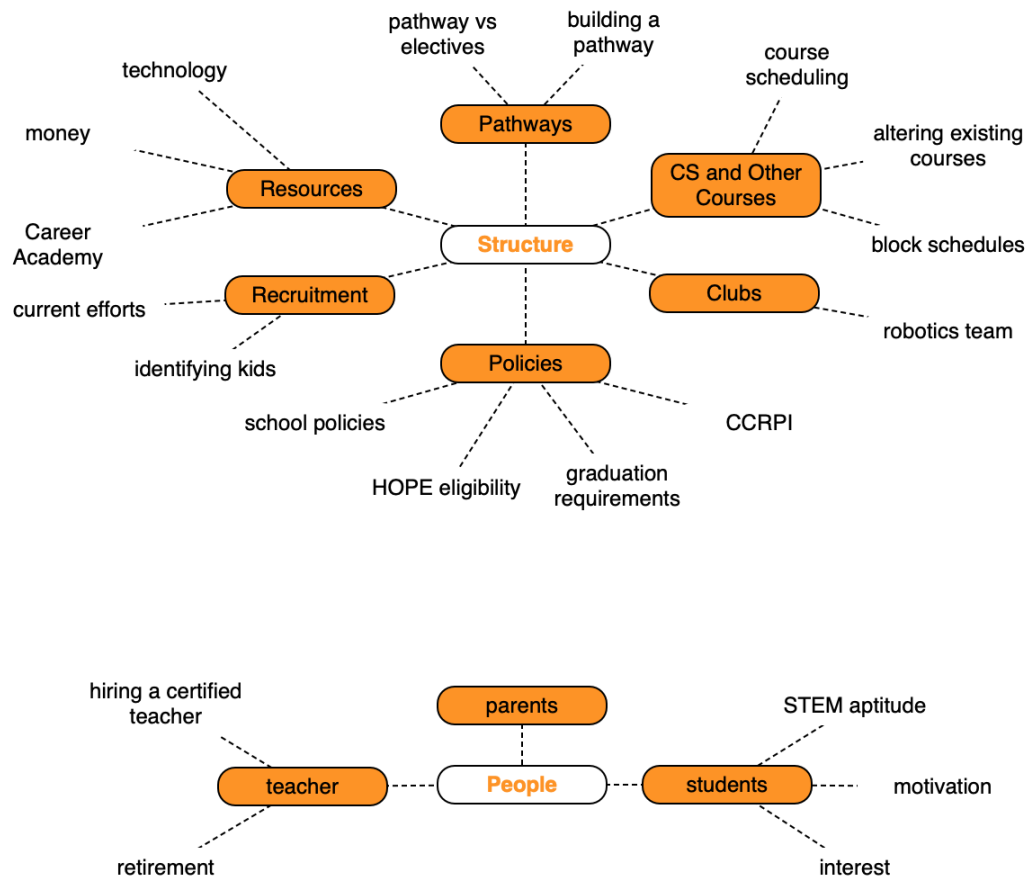 pathway vs
electives
building a
pathway
course
scheduling
technology
Pathways
money
altering existing
courses
CS and Other
Courses
Resources
Career
Academy
Structure
block schedules
Recruitment
Clubs
current efforts
robotics team
identifying kids
Policies
school policies
CCRPI
HOPE eligibility
graduation
requirements
hiring a certified
teacher
parents
STEM aptitude
teacher
People
students
motivation
retirement
interest